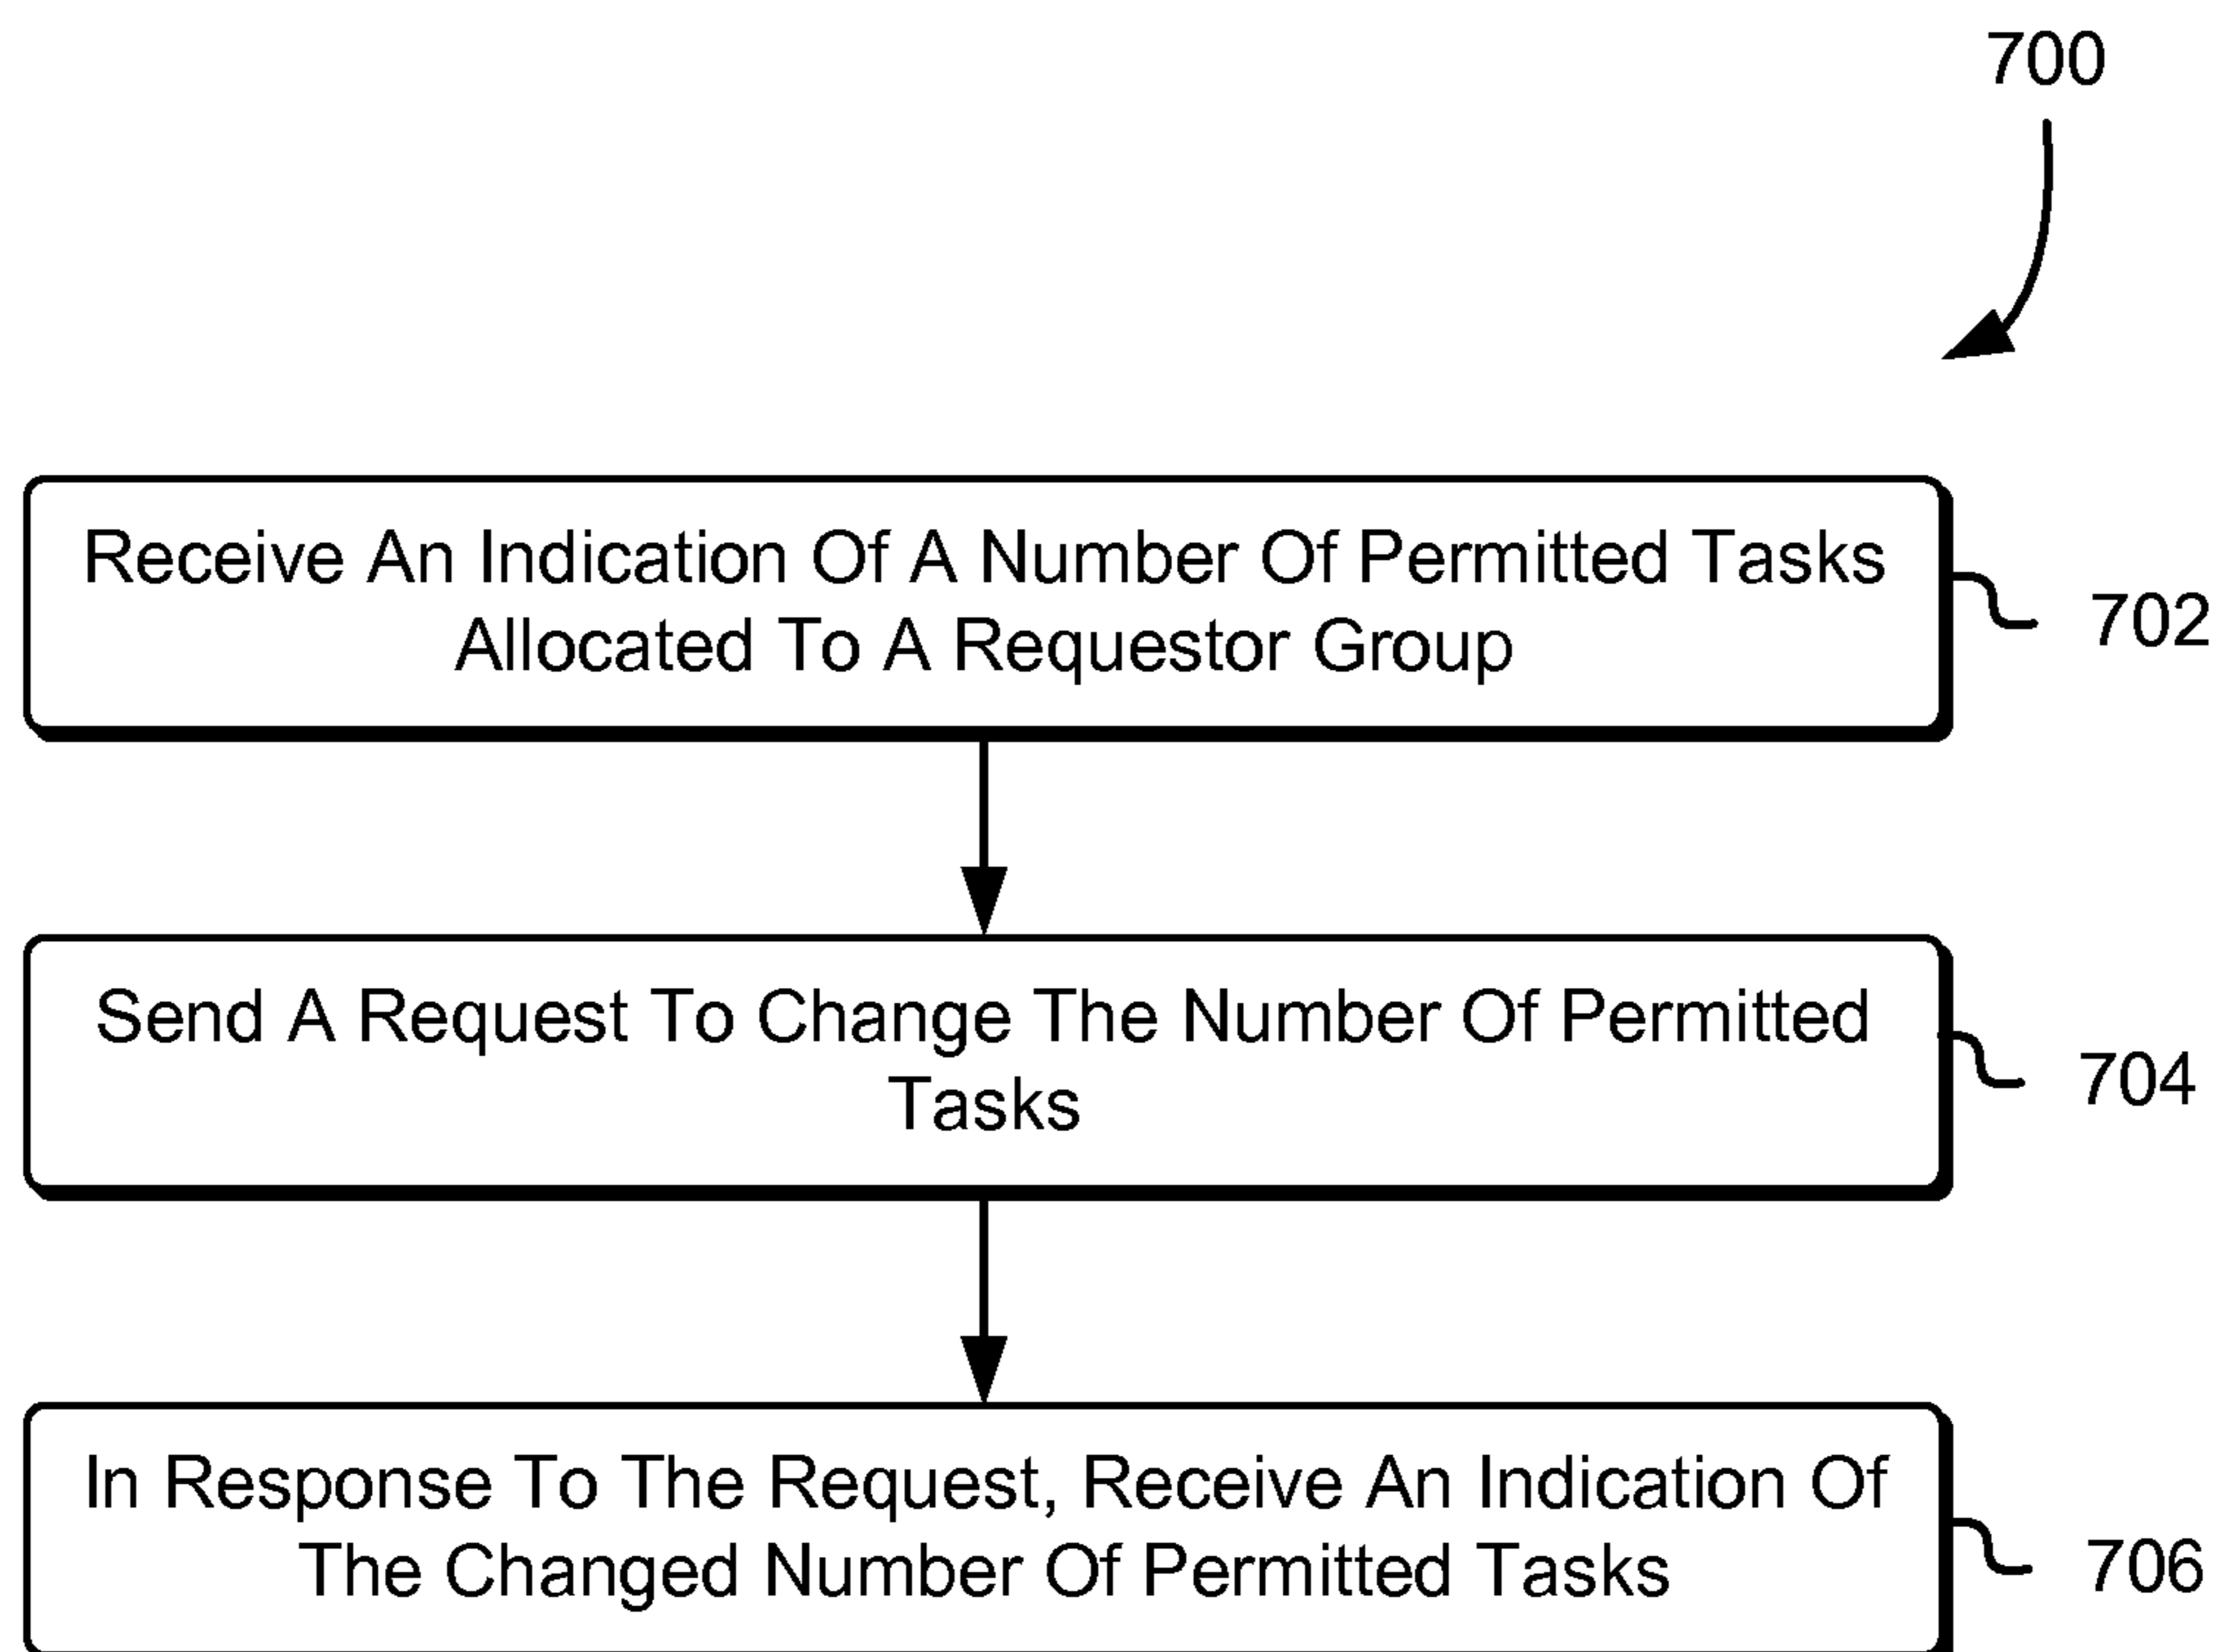 700
Receive An Indication Of A Number Of Permitted Tasks
Allocated To A Requestor Group
702
Send A Request To Change The Number Of Permitted
Tasks
704
In Response To The Request, Receive An Indication Of
The Changed Number Of Permitted Tasks
706